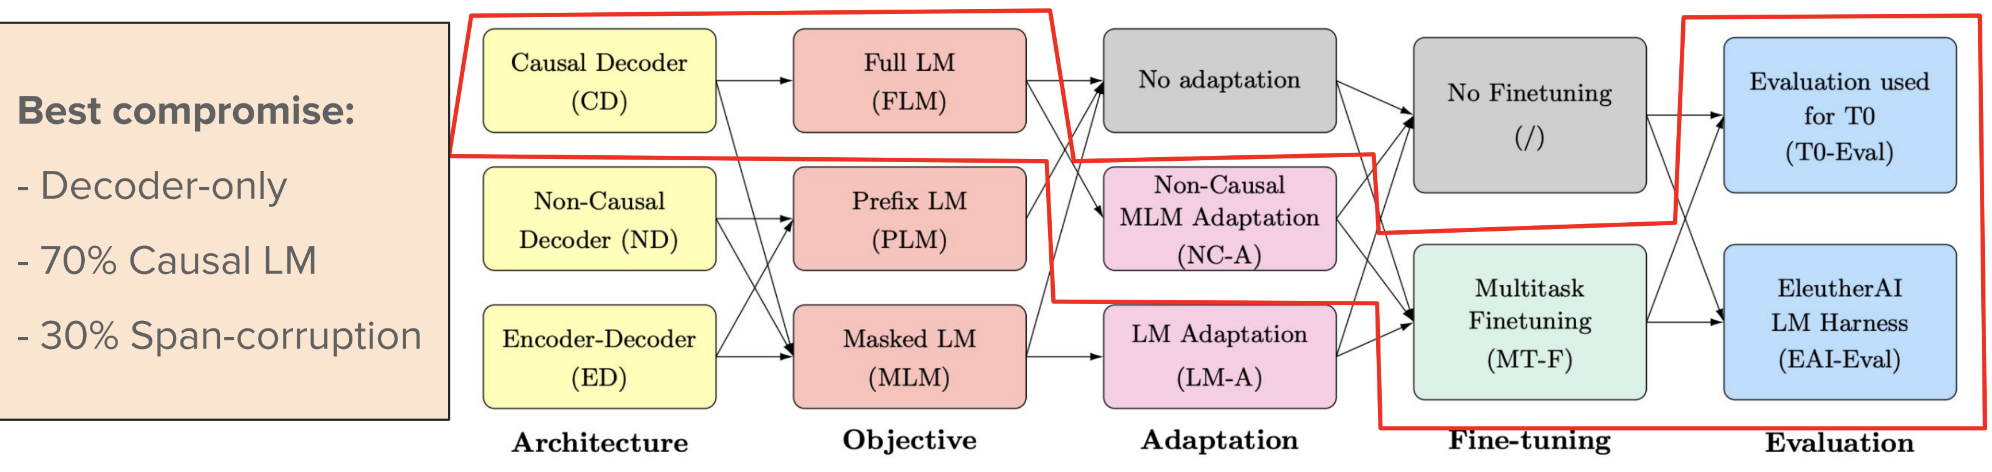 Best compromise:
- Decoder-only
- 70% Causal LM
- 30% Span-corruption
Causal Decoder
(CD)
Non-Causal
Decoder (ND)
Encoder-Decoder
(ED)
Architecture
Full LM
(FLM)
Prefix LM
(PLM)
Masked LM
(MLM)
Objective
No adaptation
Non-Causal
MLM Adaptation
(NC-A)
LM Adaptation
(LM-A)
Adaptation
No Finetuning
(/)
Multitask
Finetuning
(MT-F)
Fine-tuning
Evaluation used
for T0
(T0-Eval)
EleutherAI
LM Harness
(EAI-Eval)
Evaluation